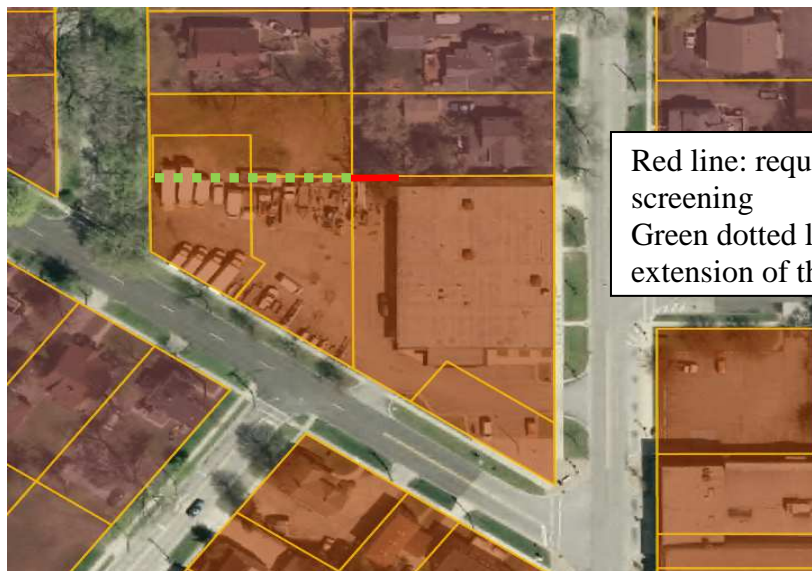 Red line: requ
screening
Green dotted l
extension of th